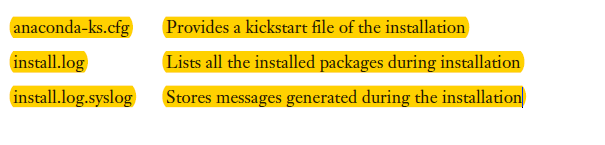 anaconda-ks.cfg Provides a kickstart file of the installation
install.log Lists all the installed packages during installation
install.log.syslog Stores messages generated during the installation